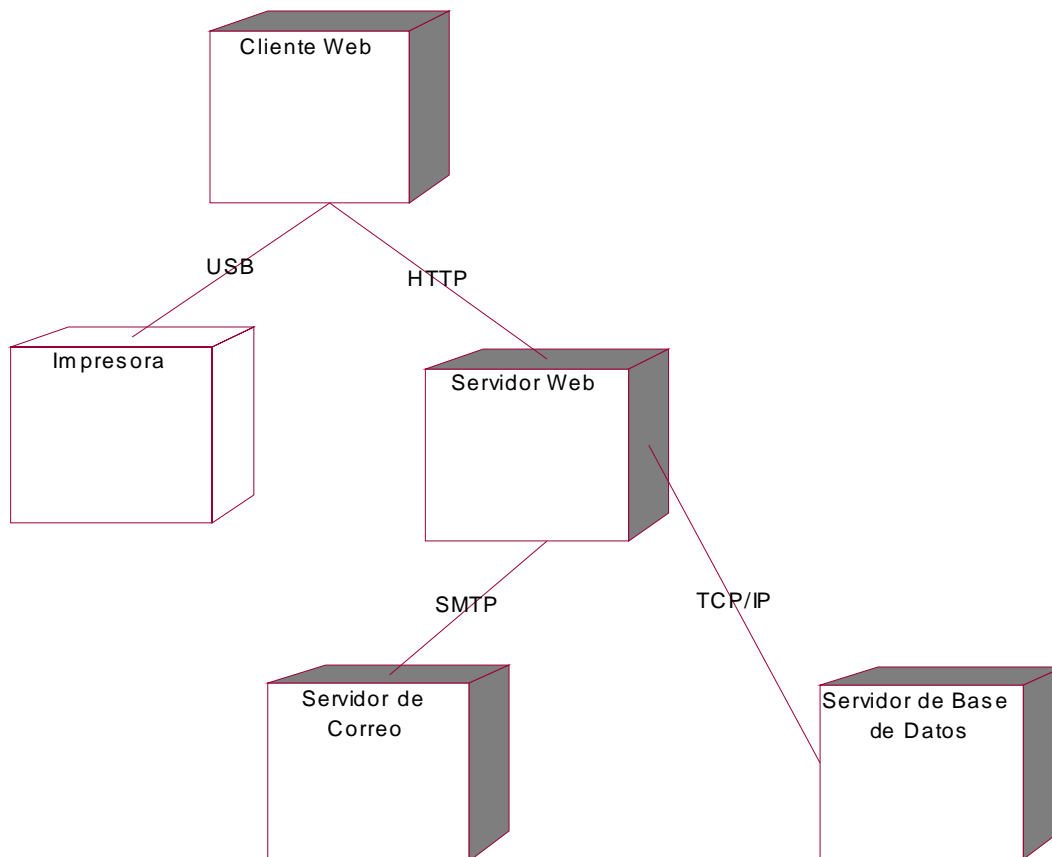 Cliente Web
USB
HTTP
Impresora
Servidor Web
SMTP
TCP/IP
Servidor de
Correo
Servidor de Base
de Datos